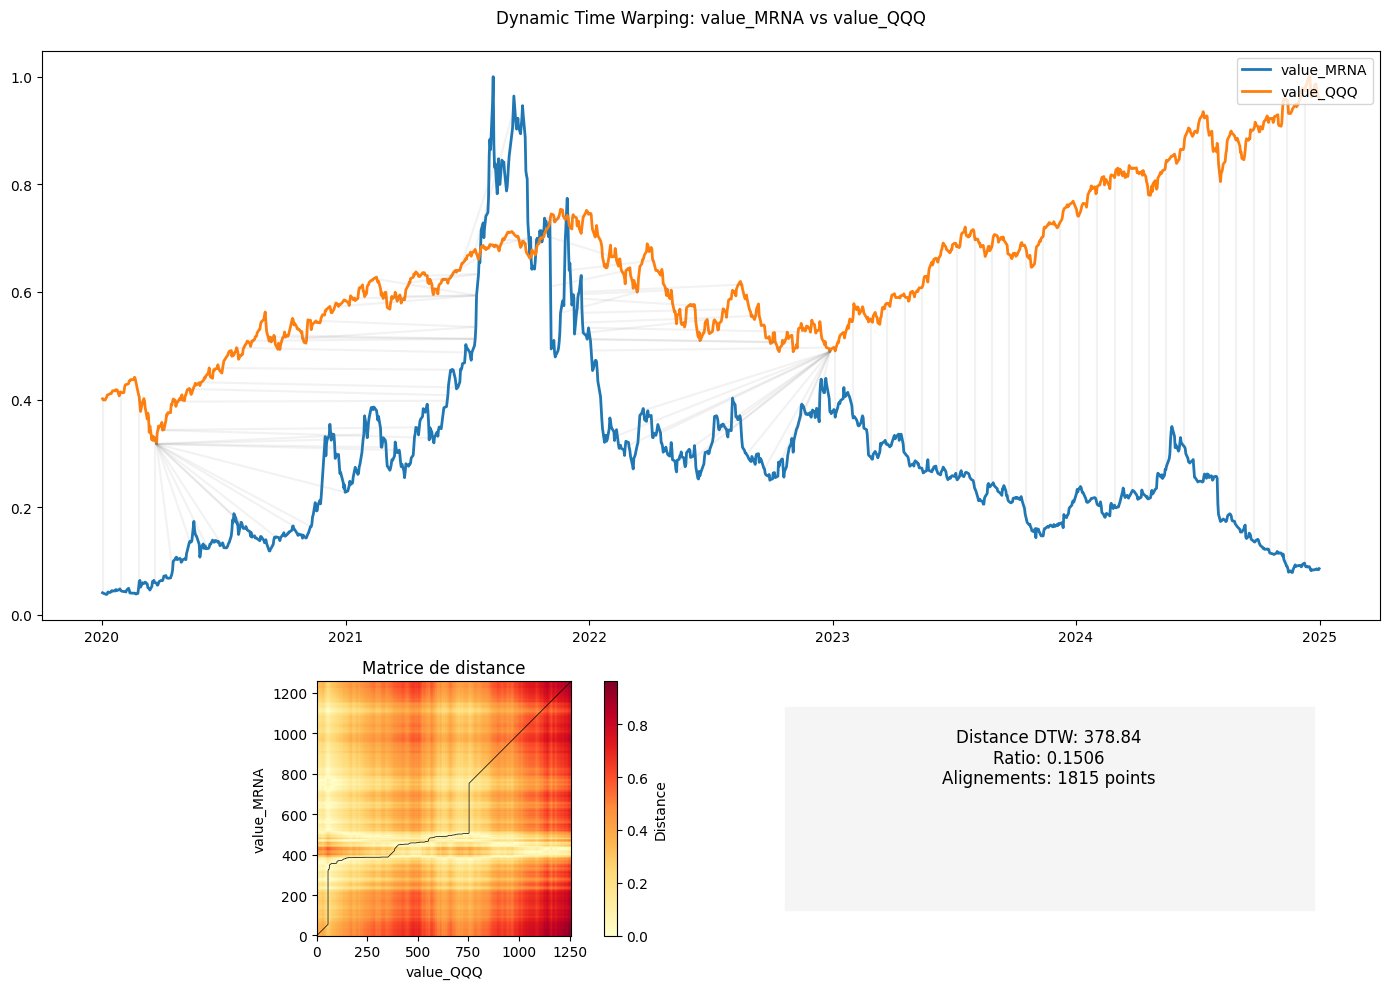 Dynamic Time Warping: value_MRNA vs value_QQQ
1.0
0.8
0.6
0.4
0.2
0.0
value_MRNA
value_QQQ
2020 2021 2022 2023 2024 2025
Matrice de distance
value_MRNA
1200
1000
800
600
400
200
0
0 250 500 750 1000 1250
value_QQQ
0.8
0.6
0.4
0.2
0.0
Distance
Distance DTW: 378.84
Ratio: 0.1506
Alignements: 1815 points